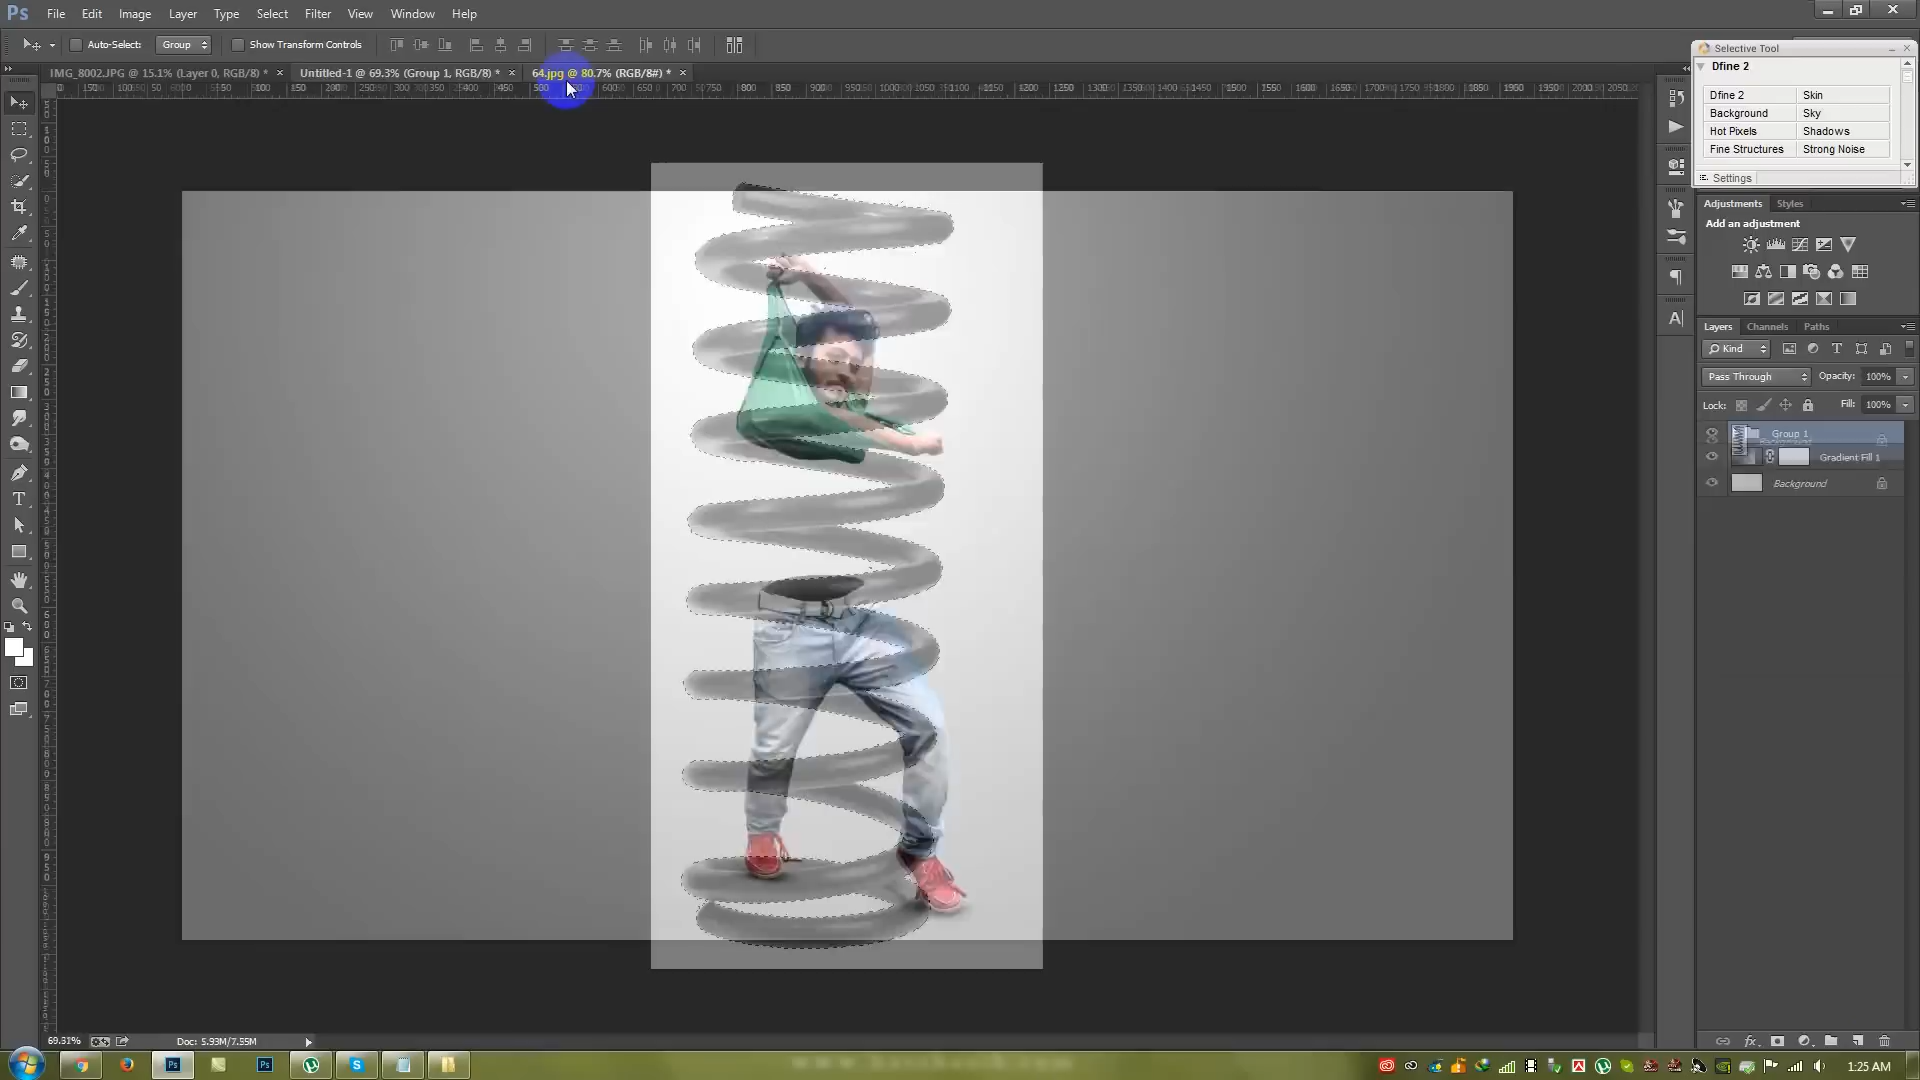 Ps File Edit Image Layer Type Select Filter View Window Help
Auto-Select: Group Show Transform Controls
IMG_8002.JPG @ 15.1% (Layer 0, RGB/8) * × Untitled-1 @ 69.3% (Group 1, RGB/8) * × 64.jpg @ 80.7% (RGB/8#) * ×
Selective Tool
Dfine 2
Dfine 2 Skin
Background Sky
Hot Pixels Shadows
Fine Structures Strong Noise
Settings
Adjustments Styles
Add an adjustment
Layers Channels Paths
Kind
Pass Through Opacity: 100%
Lock: Fill: 100%
Group 1
Gradient Fill 1
Background
69.31% Doc: 5.93M/7.55M
1:25 AM